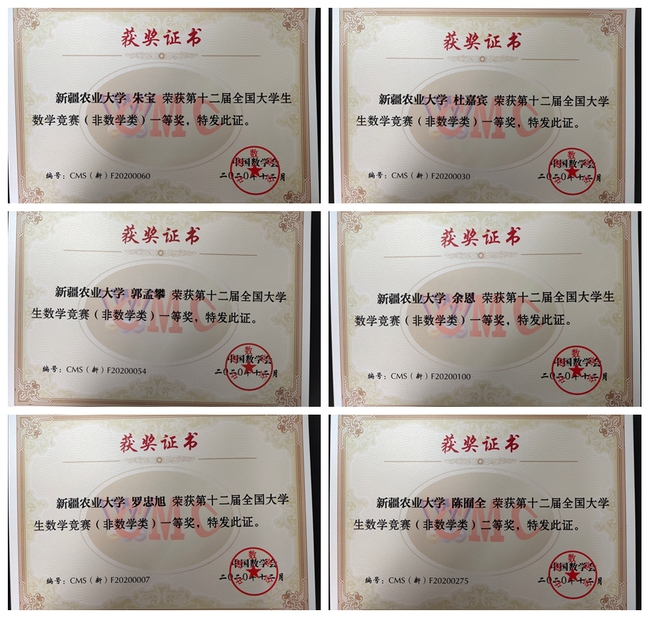 获奖证书
新疆农业大学 朱宝 荣获第十二届全国大学生
数学竞赛（非数学类）一等奖，特发此证。
中国数学会
编号：CMS（新）F20200060
二〇二〇年十二月
获奖证书
新疆农业大学 杜嘉宾 荣获第十二届全国大学
生数学竞赛（非数学类）一等奖，特发此证。
中国数学会
编号：CMS（新）F20200030
二〇二〇年十二月
获奖证书
新疆农业大学 郭孟攀 荣获第十二届全国大学
生数学竞赛（非数学类）一等奖，特发此证。
中国数学会
编号：CMS（新）F20200054
二〇二〇年十二月
获奖证书
新疆农业大学 余恩 荣获第十二届全国大学生
数学竞赛（非数学类）一等奖，特发此证。
中国数学会
编号：CMS（新）F20200100
二〇二〇年十二月
获奖证书
新疆农业大学 罗忠旭 荣获第十二届全国大学
生数学竞赛（非数学类）一等奖，特发此证。
中国数学会
编号：CMS（新）F20200007
二〇二〇年十二月
获奖证书
新疆农业大学 陈囿全 荣获第十二届全国大学
生数学竞赛（非数学类）二等奖，特发此证。
中国数学会
编号：CMS（新）F20200275
二〇二〇年十二月